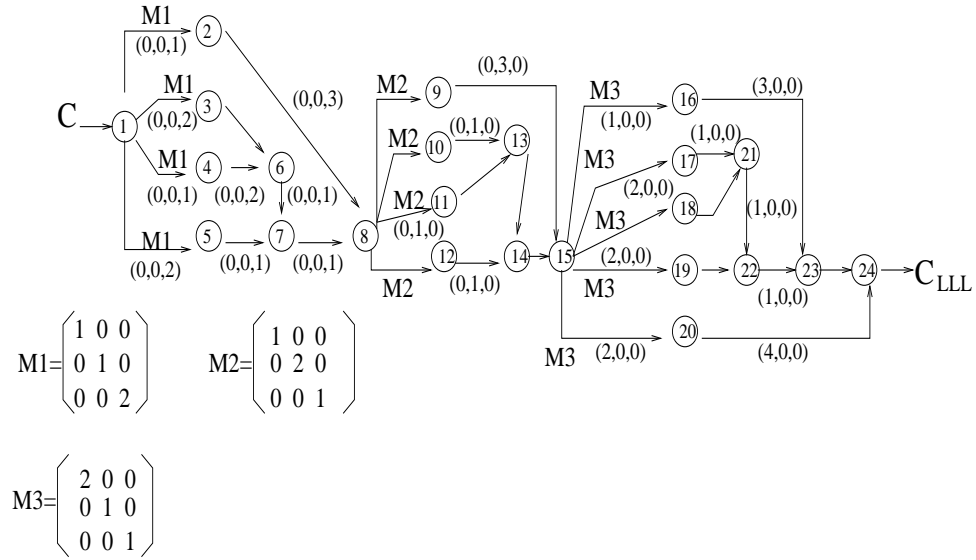 M1
2
(0,0,1)
(0,3,0)
9
M2
M3
16
(3,0,0)
(1,0,0)
C
1
M1
3
(0,0,2)
(0,0,3)
M2
10
(0,1,0)
13
M3
17
(1,0,0)
21
(2,0,0)
M1
4
(0,0,1)
(0,0,2)
6
(0,0,1)
M2
11
(0,1,0)
M3
18
(1,0,0)
M1
5
(0,0,2)
(0,0,1)
7
(0,0,1)
8
M2
12
(0,1,0)
14
15
(2,0,0)
M3
19
22
(1,0,0)
23
24
C LLL
M3
(2,0,0)
20
(4,0,0)
M1=
1 0 0
0 1 0
0 0 2
M2=
1 0 0
0 2 0
0 0 1
M3=
2 0 0
0 1 0
0 0 1